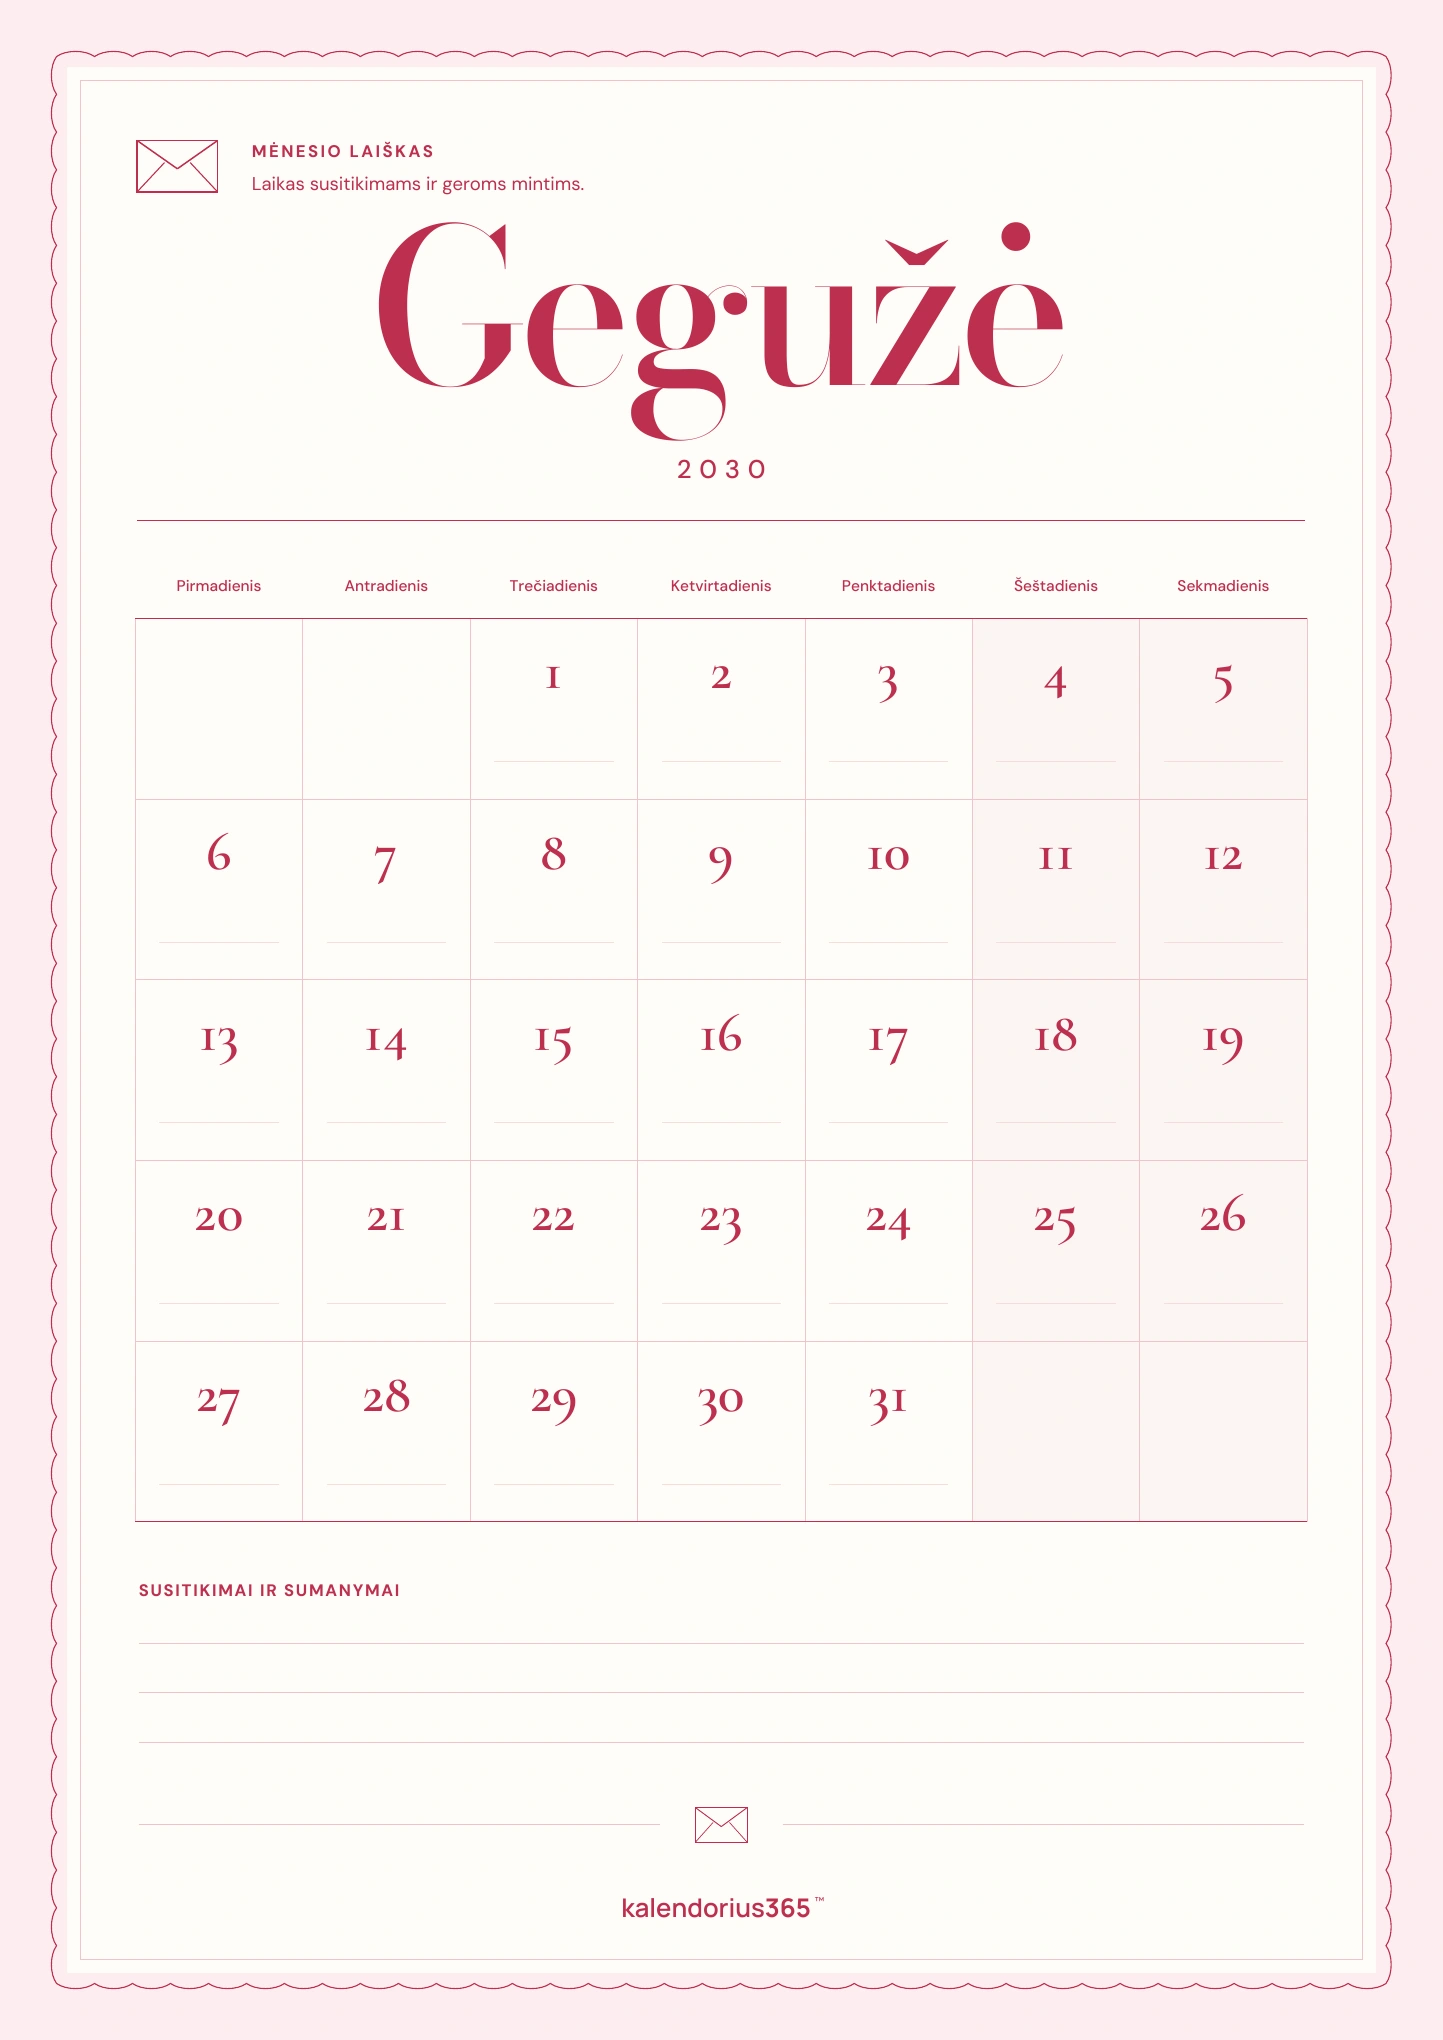 MĖNESIO LAIŠKAS
Laikas susitikimams ir geroms mintims.
Gegužė
2030
Pirmadienis Antradienis Trečiadienis Ketvirtadienis Penktadienis Šeštadienis Sekmadienis
1 2 3 4 5
6 7 8 9 10 11 12
13 14 15 16 17 18 19
20 21 22 23 24 25 26
27 28 29 30 31
SUSITIKIMAI IR SUMANYMAI
kalendorius365™